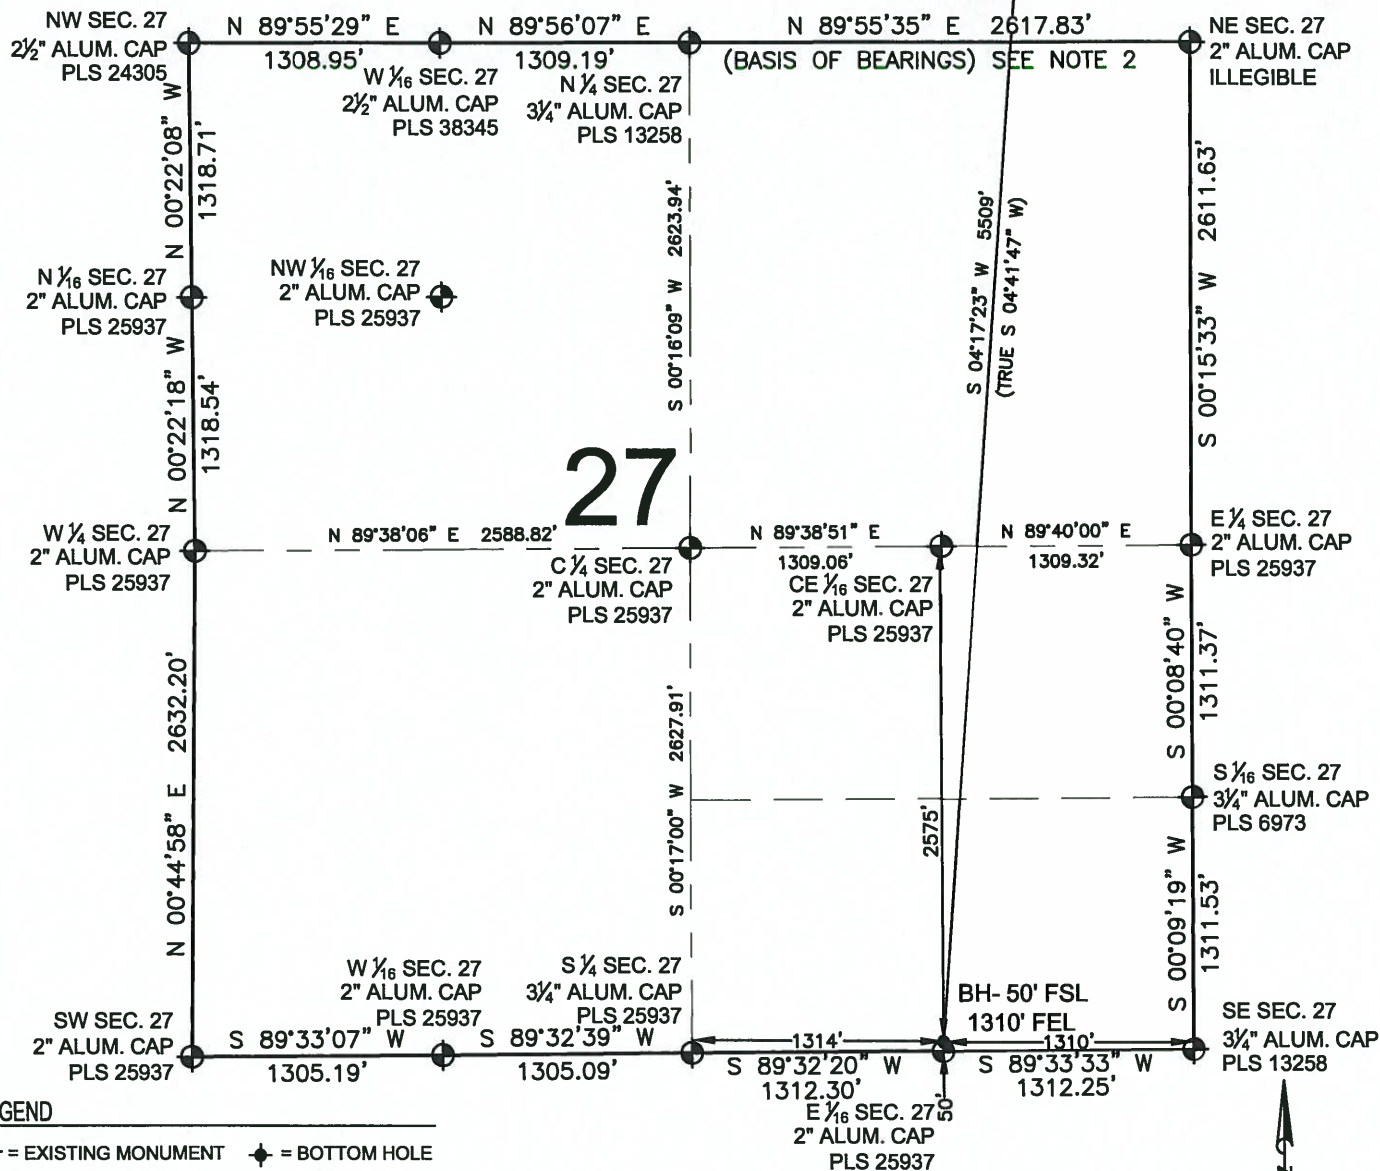 NW SEC. 27
2½" ALUM. CAP
PLS 24305
N 89°55'29" E
1308.95'
W 1/16 SEC. 27
2½" ALUM. CAP
PLS 38345
N 89°56'07" E
1309.19'
N ¼ SEC. 27
3¼" ALUM. CAP
PLS 13258
N 89°55'35" E 2617.83'
(BASIS OF BEARINGS) SEE NOTE 2
NE SEC. 27
2" ALUM. CAP
ILLEGIBLE
N 00°22'08" W
1318.71'
S 00°16'09" W 2623.94'
S 04°17'23" W 5509'
(TRUE S 04°41'47" W)
S 00°15'33" W 2611.63'
N 1/16 SEC. 27
2" ALUM. CAP
PLS 25937
NW 1/16 SEC. 27
2" ALUM. CAP
PLS 25937
N 00°22'18" W
1318.54'
27
W ¼ SEC. 27
2" ALUM. CAP
PLS 25937
N 89°38'06" E 2588.82'
C ¼ SEC. 27
2" ALUM. CAP
PLS 25937
N 89°38'51" E
1309.06'
CE 1/16 SEC. 27
2" ALUM. CAP
PLS 25937
N 89°40'00" E
1309.32'
E ¼ SEC. 27
2" ALUM. CAP
PLS 25937
N 00°44'58" E 2632.20'
S 00°17'00" W 2627.91'
2575'
S 00°08'40" W
1311.37'
S 1/16 SEC. 27
3¼" ALUM. CAP
PLS 6973
S 00°09'19" W
1311.53'
SW SEC. 27
2" ALUM. CAP
PLS 25937
S 89°33'07" W
1305.19'
W 1/16 SEC. 27
2" ALUM. CAP
PLS 25937
S 89°32'39" W
1305.09'
S ¼ SEC. 27
3¼" ALUM. CAP
PLS 25937
1314'
S 89°32'20" W
1312.30'
BH- 50' FSL
1310' FEL
1310'
S 89°33'33" W
1312.25'
SE SEC. 27
3¼" ALUM. CAP
PLS 13258
E 1/16 SEC. 27
2" ALUM. CAP
PLS 25937
50'
GEND
= EXISTING MONUMENT
= BOTTOM HOLE